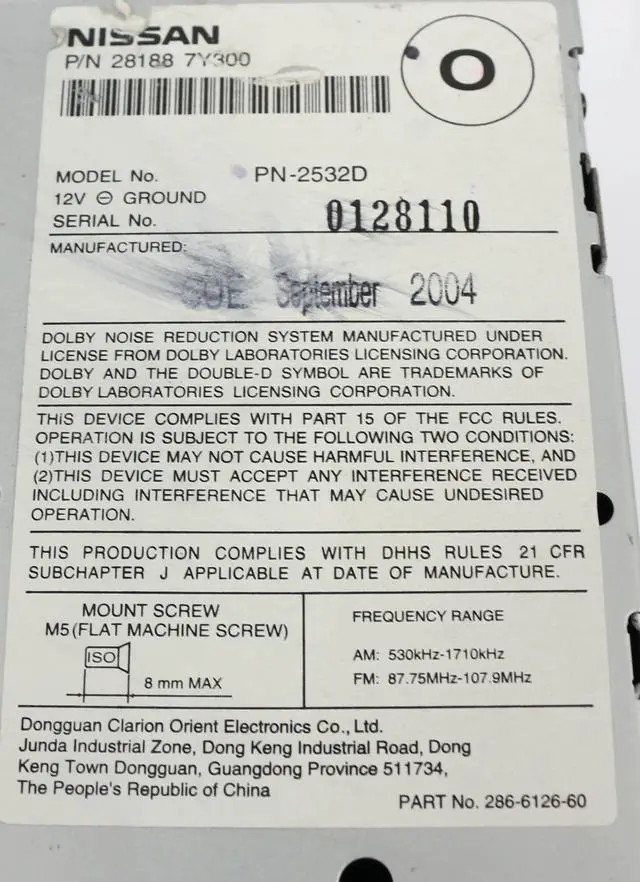 NISSAN
P/N 28188 7Y300
O
MODEL No. PN-2532D
12V ⊖ GROUND
SERIAL No. 0128110
MANUFACTURED:
September 2004
DOLBY NOISE REDUCTION SYSTEM MANUFACTURED UNDER
LICENSE FROM DOLBY LABORATORIES LICENSING CORPORATION.
DOLBY AND THE DOUBLE-D SYMBOL ARE TRADEMARKS OF
DOLBY LABORATORIES LICENSING CORPORATION.
THIS DEVICE COMPLIES WITH PART 15 OF THE FCC RULES.
OPERATION IS SUBJECT TO THE FOLLOWING TWO CONDITIONS:
(1)THIS DEVICE MAY NOT CAUSE HARMFUL INTERFERENCE, AND
(2)THIS DEVICE MUST ACCEPT ANY INTERFERENCE RECEIVED
INCLUDING INTERFERENCE THAT MAY CAUSE UNDESIRED
OPERATION.
THIS PRODUCTION COMPLIES WITH DHHS RULES 21 CFR
SUBCHAPTER J APPLICABLE AT DATE OF MANUFACTURE.
MOUNT SCREW
M5(FLAT MACHINE SCREW)
ISO
8 mm MAX
FREQUENCY RANGE
AM: 530kHz-1710kHz
FM: 87.75MHz-107.9MHz
Dongguan Clarion Orient Electronics Co., Ltd.
Junda Industrial Zone, Dong Keng Industrial Road, Dong
Keng Town Dongguan, Guangdong Province 511734,
The People's Republic of China
PART No. 286-6126-60